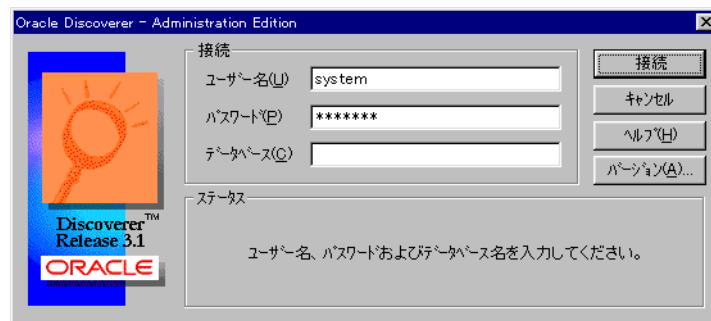 Oracle Discoverer - Administration Edition
接続
ユーザー名(U) system
パスワード(P) *******
データベース(C)
接続
キャンセル
ヘルプ(H)
バージョン(A)...
Discoverer™
Release 3.1
ORACLE
ステータス
ユーザー名、パスワードおよびデータベース名を入力してください。